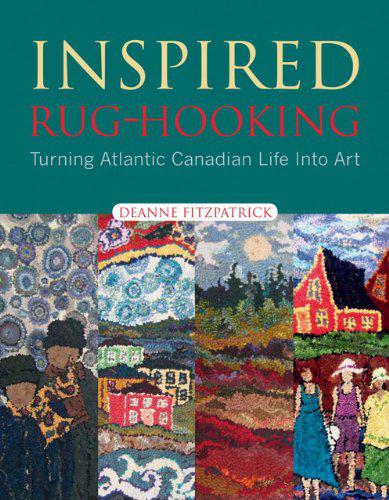 INSPIRED
RUG-HOOKING
Turning Atlantic Canadian Life Into Art
DEANNE FITZPATRICK